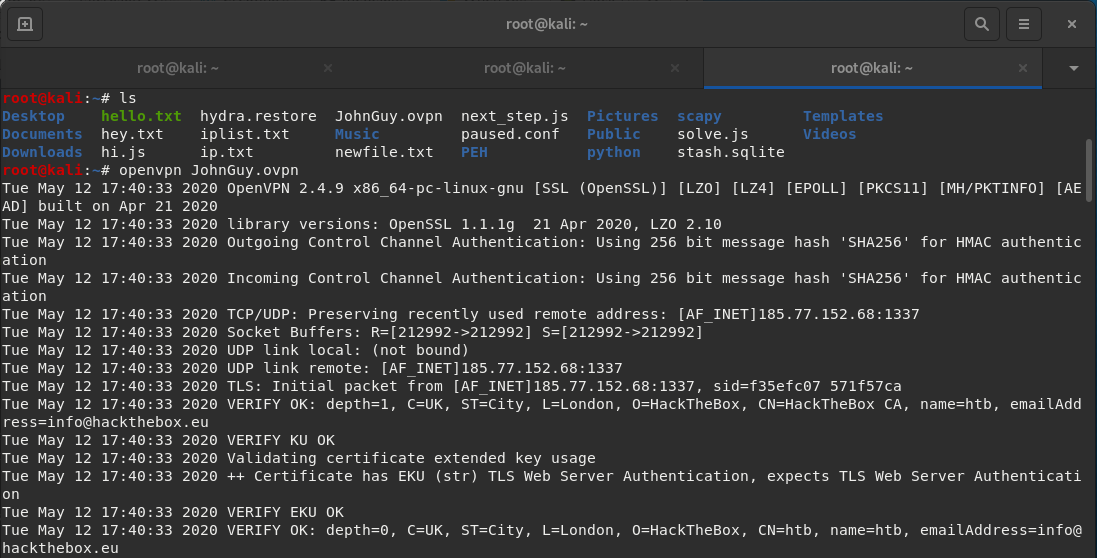 root@kali: ~
root@kali: ~ × root@kali: ~ × root@kali: ~ ×
root@kali:~# ls
Desktop hello.txt hydra.restore JohnGuy.ovpn next_step.js Pictures scapy Templates
Documents hey.txt iplist.txt Music paused.conf Public solve.js Videos
Downloads hi.js ip.txt newfile.txt PEH python stash.sqlite
root@kali:~# openvpn JohnGuy.ovpn
Tue May 12 17:40:33 2020 OpenVPN 2.4.9 x86_64-pc-linux-gnu [SSL (OpenSSL)] [LZO] [LZ4] [EPOLL] [PKCS11] [MH/PKTINFO] [AE
AD] built on Apr 21 2020
Tue May 12 17:40:33 2020 library versions: OpenSSL 1.1.1g  21 Apr 2020, LZO 2.10
Tue May 12 17:40:33 2020 Outgoing Control Channel Authentication: Using 256 bit message hash 'SHA256' for HMAC authentic
ation
Tue May 12 17:40:33 2020 Incoming Control Channel Authentication: Using 256 bit message hash 'SHA256' for HMAC authentic
ation
Tue May 12 17:40:33 2020 TCP/UDP: Preserving recently used remote address: [AF_INET]185.77.152.68:1337
Tue May 12 17:40:33 2020 Socket Buffers: R=[212992->212992] S=[212992->212992]
Tue May 12 17:40:33 2020 UDP link local: (not bound)
Tue May 12 17:40:33 2020 UDP link remote: [AF_INET]185.77.152.68:1337
Tue May 12 17:40:33 2020 TLS: Initial packet from [AF_INET]185.77.152.68:1337, sid=f35efc07 571f57ca
Tue May 12 17:40:33 2020 VERIFY OK: depth=1, C=UK, ST=City, L=London, O=HackTheBox, CN=HackTheBox CA, name=htb, emailAdd
ress=info@hackthebox.eu
Tue May 12 17:40:33 2020 VERIFY KU OK
Tue May 12 17:40:33 2020 Validating certificate extended key usage
Tue May 12 17:40:33 2020 ++ Certificate has EKU (str) TLS Web Server Authentication, expects TLS Web Server Authenticati
on
Tue May 12 17:40:33 2020 VERIFY EKU OK
Tue May 12 17:40:33 2020 VERIFY OK: depth=0, C=UK, ST=City, L=London, O=HackTheBox, CN=htb, name=htb, emailAddress=info@
hackthebox.eu